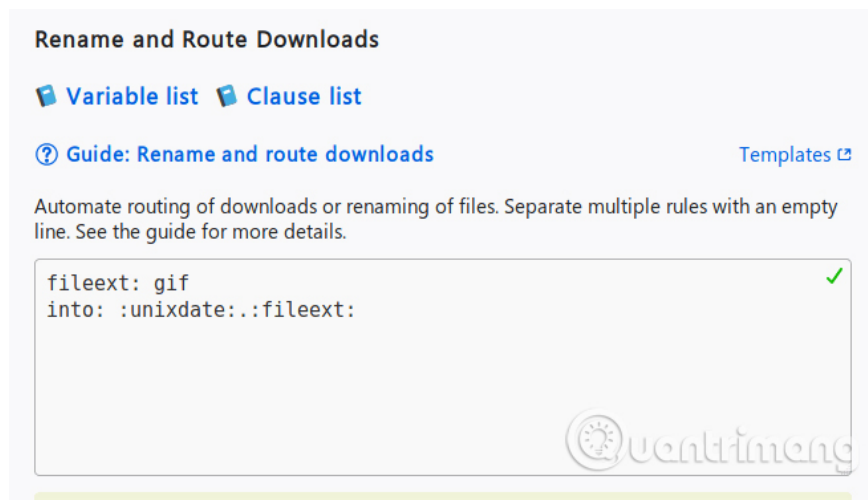 Rename and Route Downloads
Variable list Clause list
Guide: Rename and route downloads Templates
Automate routing of downloads or renaming of files. Separate multiple rules with an empty
line. See the guide for more details.
fileext: gif
into: :unixdate:.:fileext:
Quantrimang